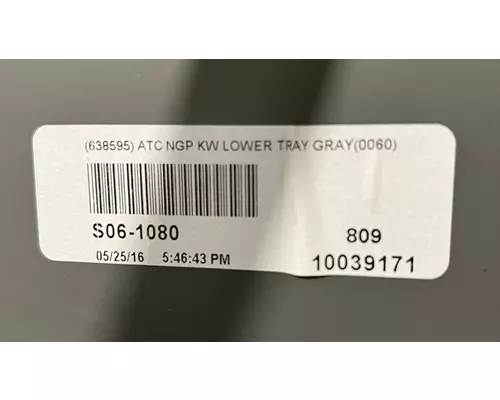 (638595) ATC NGP KW LOWER TRAY GRAY(0060)
S06-1080
809
05/25/16 5:46:43 PM
10039171